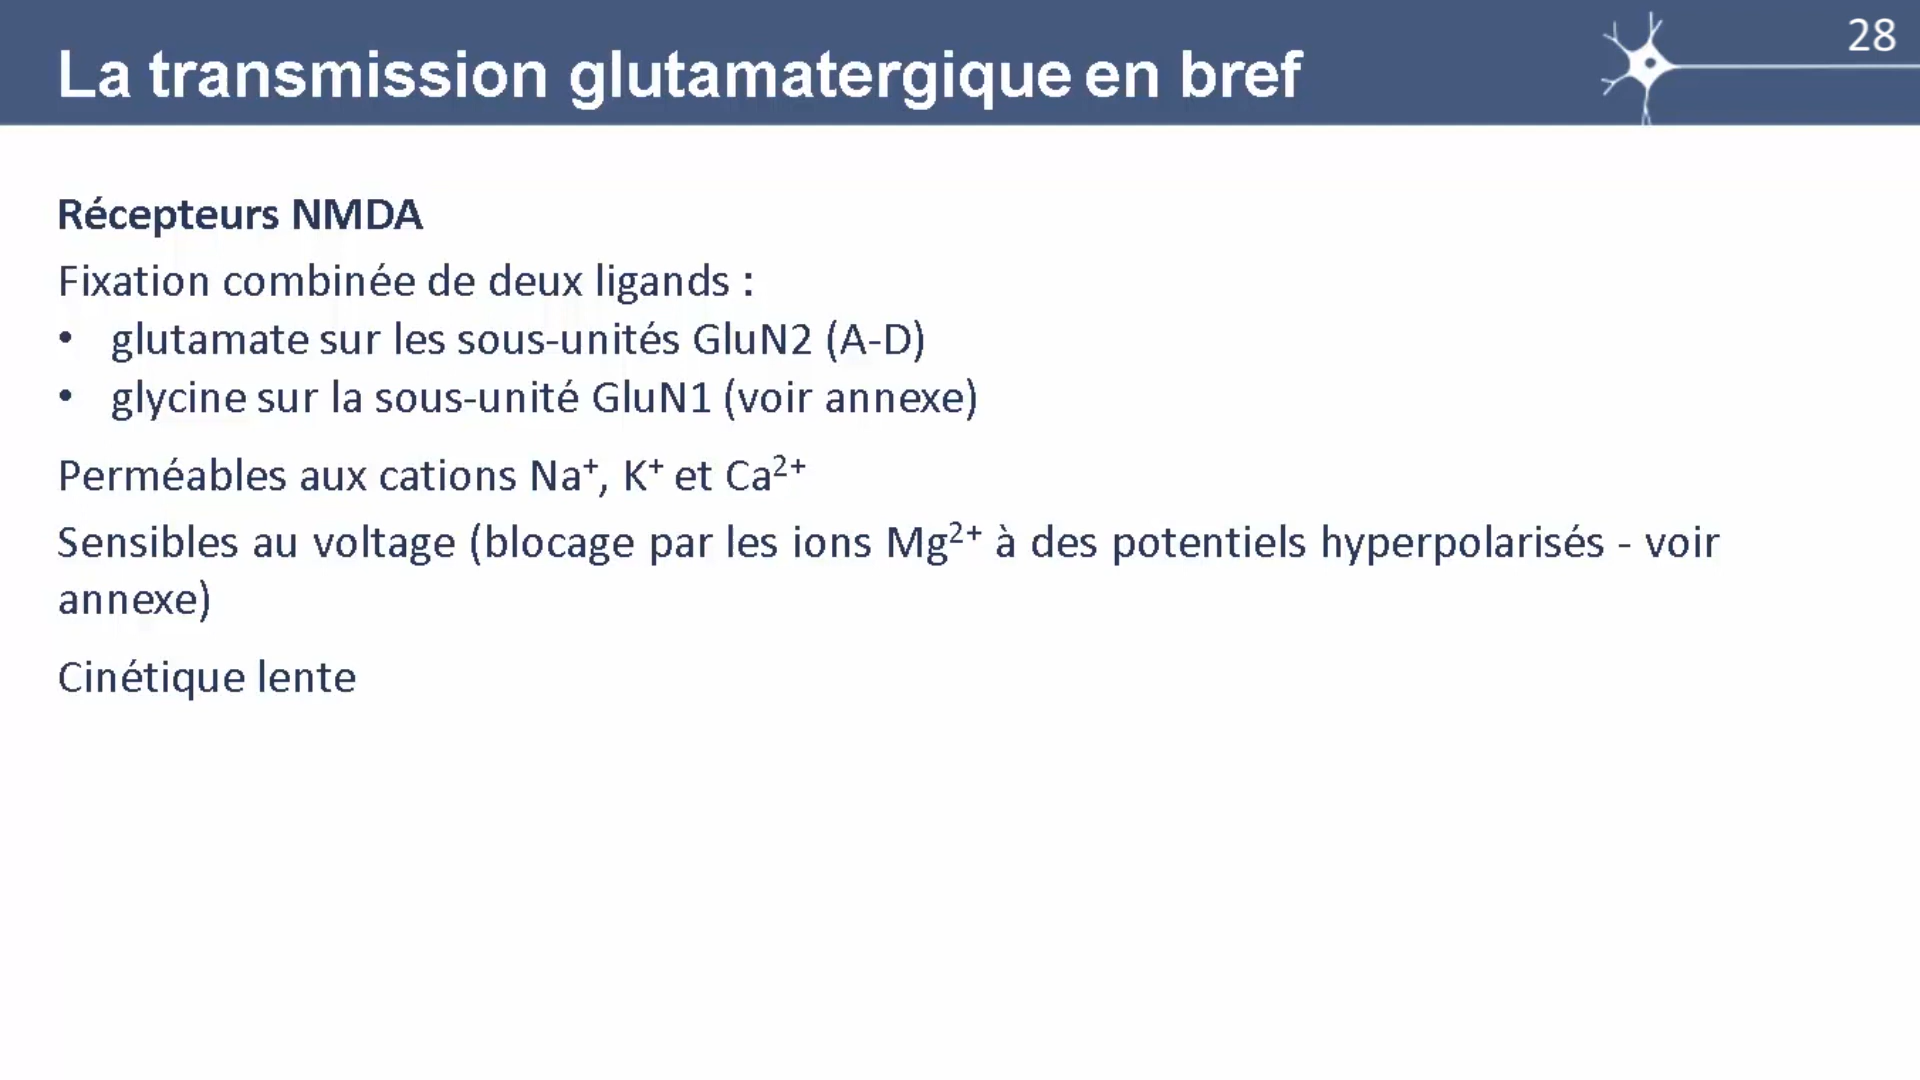 28
La transmission glutamatergique en bref
Récepteurs NMDA
Fixation combinée de deux ligands :
• glutamate sur les sous-unités GluN2 (A-D)
• glycine sur la sous-unité GluN1 (voir annexe)
Perméables aux cations Na⁺, K⁺ et Ca²⁺
Sensibles au voltage (blocage par les ions Mg²⁺ à des potentiels hyperpolarisés - voir
annexe)
Cinétique lente